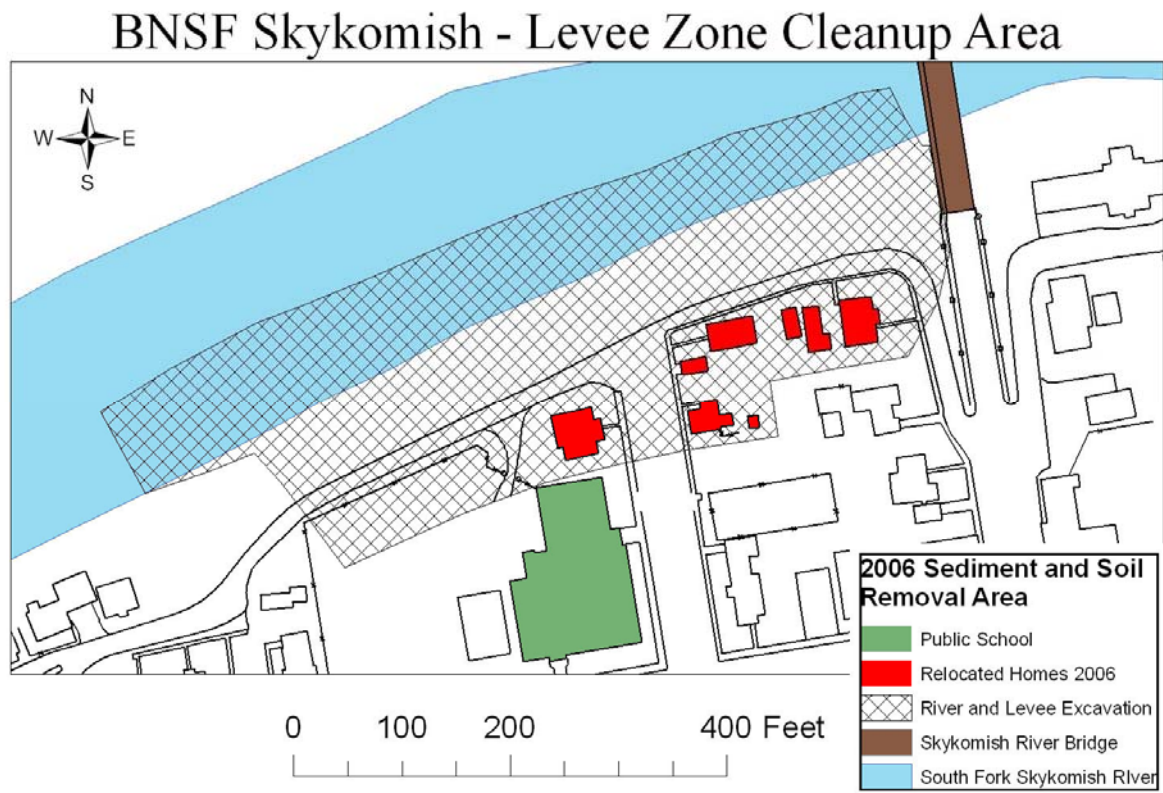 BNSF Skykomish - Levee Zone Cleanup Area
N
W E
S
2006 Sediment and Soil
Removal Area
Public School
Relocated Homes 2006
River and Levee Excavation
Skykomish River Bridge
South Fork Skykomish RIver
0 100 200 400 Feet